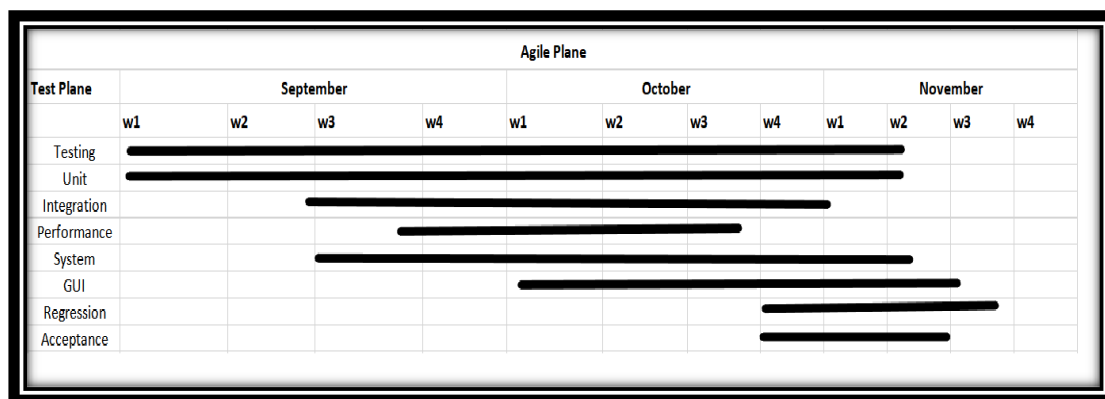 Agile Plane
Test Plane September October November
w1 w2 w3 w4 w1 w2 w3 w4 w1 w2 w3 w4
Testing
Unit
Integration
Performance
System
GUI
Regression
Acceptance